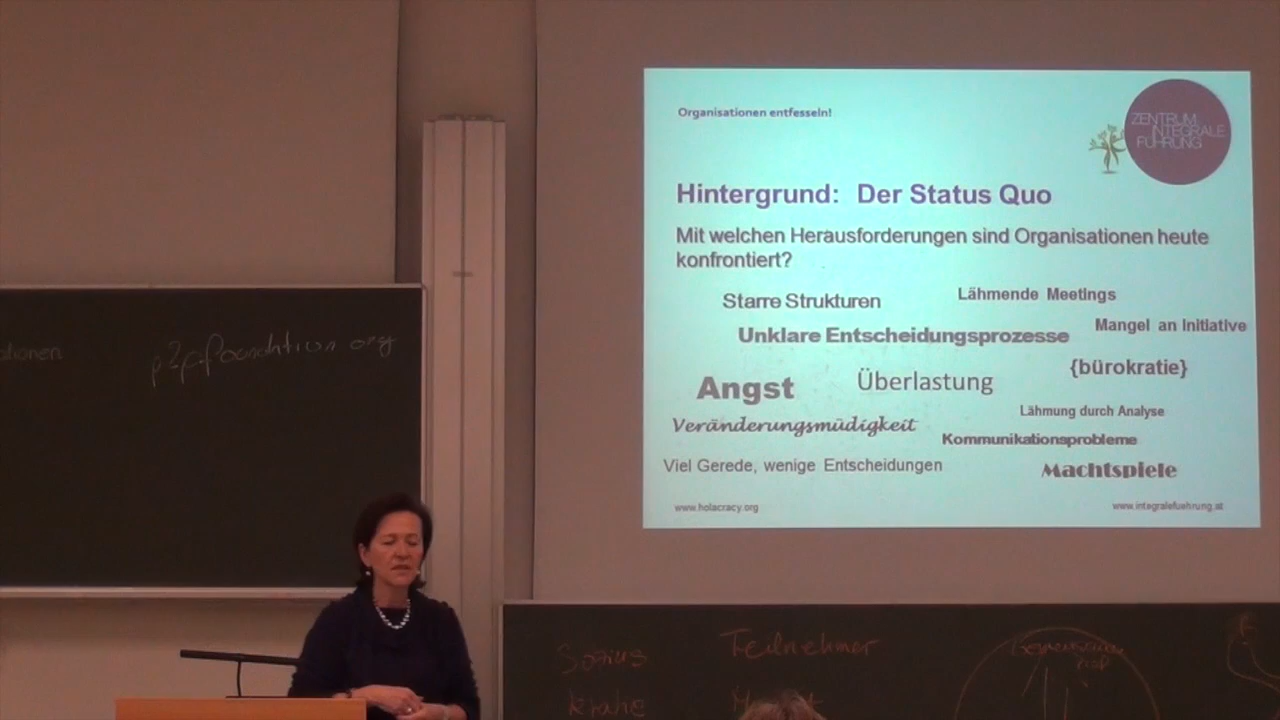 Organisationen entfesseln!
ZENTRUM
INTEGRALE
FÜHRUNG
Hintergrund: Der Status Quo
Mit welchen Herausforderungen sind Organisationen heute
konfrontiert?
Starre Strukturen
Lähmende Meetings
Unklare Entscheidungsprozesse
Mangel an Initiative
{bürokratie}
Angst
Überlastung
Lähmung durch Analyse
Veränderungsmüdigkeit
Kommunikationsprobleme
Viel Gerede, wenige Entscheidungen
Machtspiele
www.holacracy.org
www.integralefuehrung.at
p2pfoundation.org
Sozius
Teilnehmer